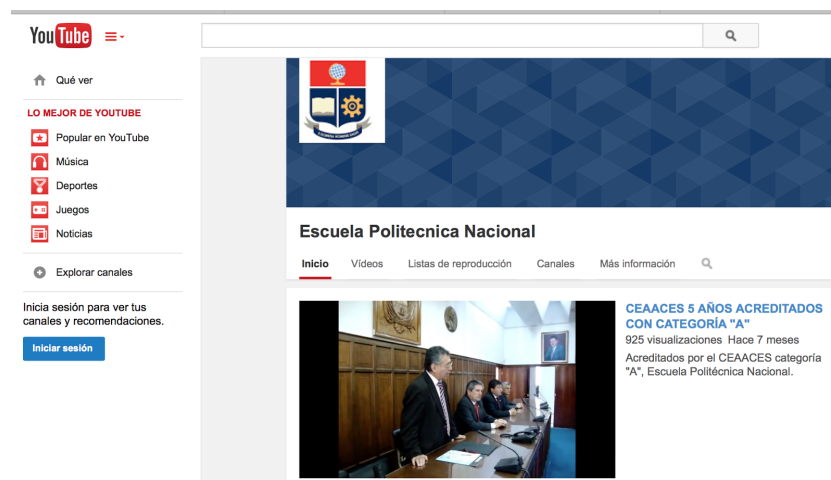 YouTube
Qué ver
LO MEJOR DE YOUTUBE
Popular en YouTube
Música
Deportes
Juegos
Noticias
Explorar canales
Inicia sesión para ver tus
canales y recomendaciones.
Iniciar sesión
Escuela Politecnica Nacional
Inicio Vídeos Listas de reproducción Canales Más información
CEAACES 5 AÑOS ACREDITADOS
CON CATEGORÍA "A"
925 visualizaciones Hace 7 meses
Acreditados por el CEAACES categoría
"A", Escuela Politécnica Nacional.